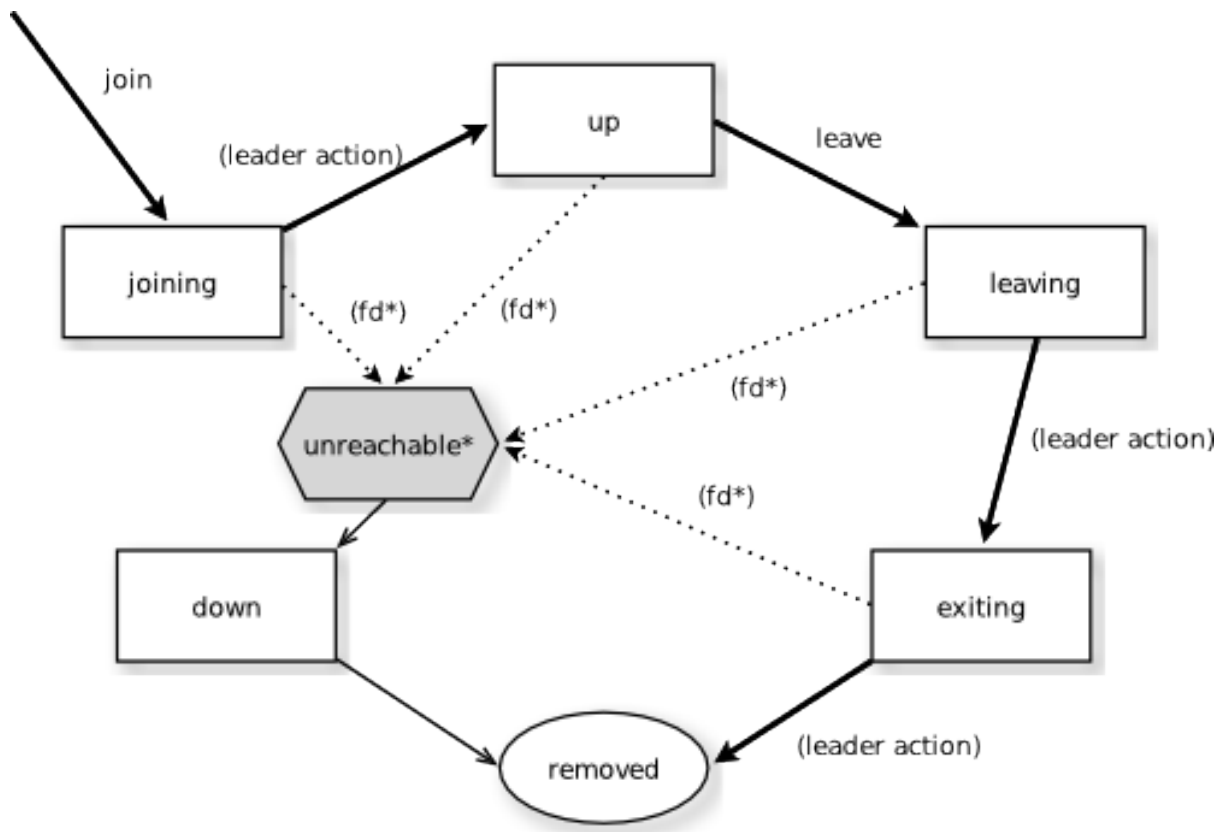 join
up
(leader action)
leave
joining
leaving
(fd*)
(fd*)
(fd*)
unreachable*
(leader action)
(fd*)
down
exiting
(leader action)
removed